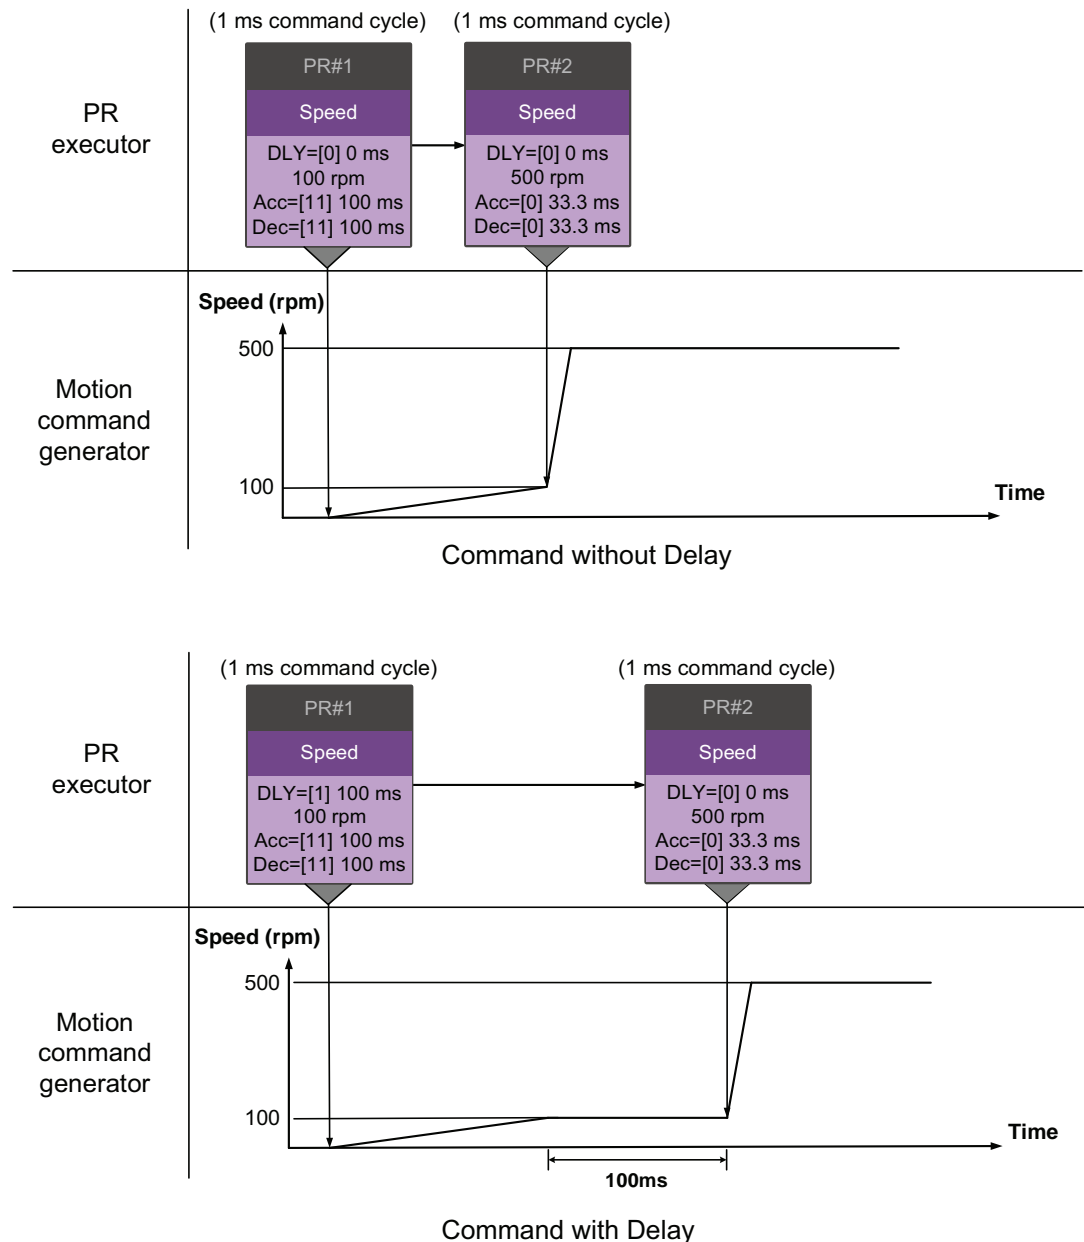 (1 ms command cycle)
(1 ms command cycle)
PR
executor
PR#1
Speed
DLY=[0] 0 ms
100 rpm
Acc=[11] 100 ms
Dec=[11] 100 ms
PR#2
Speed
DLY=[0] 0 ms
500 rpm
Acc=[0] 33.3 ms
Dec=[0] 33.3 ms
Motion
command
generator
Speed (rpm)
500
100
Time
Command without Delay
(1 ms command cycle)
(1 ms command cycle)
PR
executor
PR#1
Speed
DLY=[1] 100 ms
100 rpm
Acc=[11] 100 ms
Dec=[11] 100 ms
PR#2
Speed
DLY=[0] 0 ms
500 rpm
Acc=[0] 33.3 ms
Dec=[0] 33.3 ms
Motion
command
generator
Speed (rpm)
500
100
Time
100ms
Command with Delay